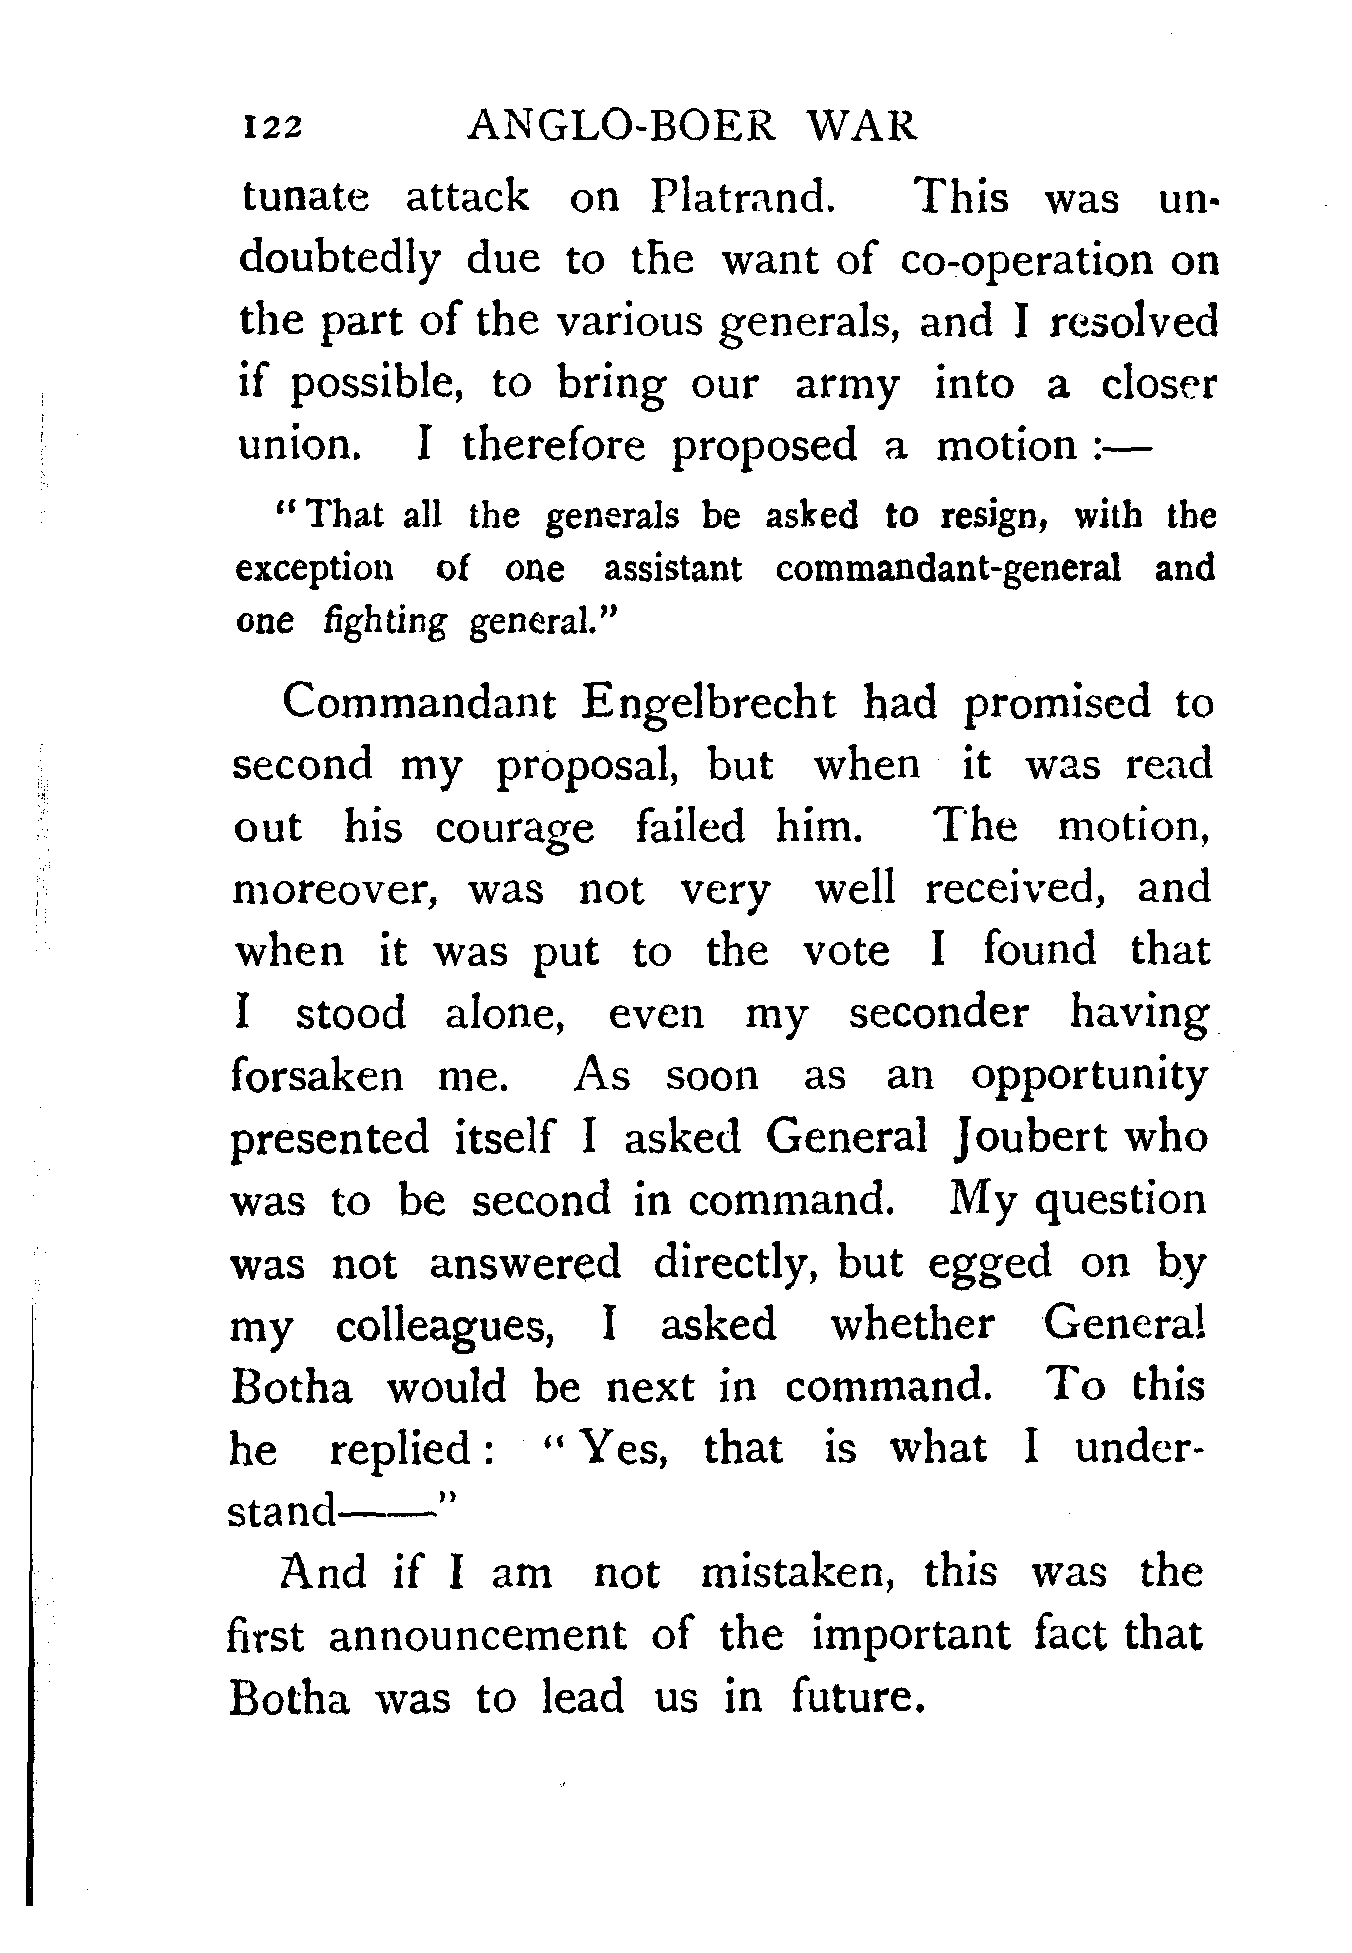 122 ANGLO-BOER WAR
tunate attack on Platrand. This was un-
doubtedly due to the want of co-operation on
the part of the various generals, and I resolved
if possible, to bring our army into a closer
union. I therefore proposed a motion :—
"That all the generals be asked to resign, with the
exception of one assistant commandant-general and
one fighting general."
Commandant Engelbrecht had promised to
second my proposal, but when it was read
out his courage failed him. The motion,
moreover, was not very well received, and
when it was put to the vote I found that
I stood alone, even my seconder having
forsaken me. As soon as an opportunity
presented itself I asked General Joubert who
was to be second in command. My question
was not answered directly, but egged on by
my colleagues, I asked whether General
Botha would be next in command. To this
he replied : "Yes, that is what I under-
stand——"
And if I am not mistaken, this was the
first announcement of the important fact that
Botha was to lead us in future.